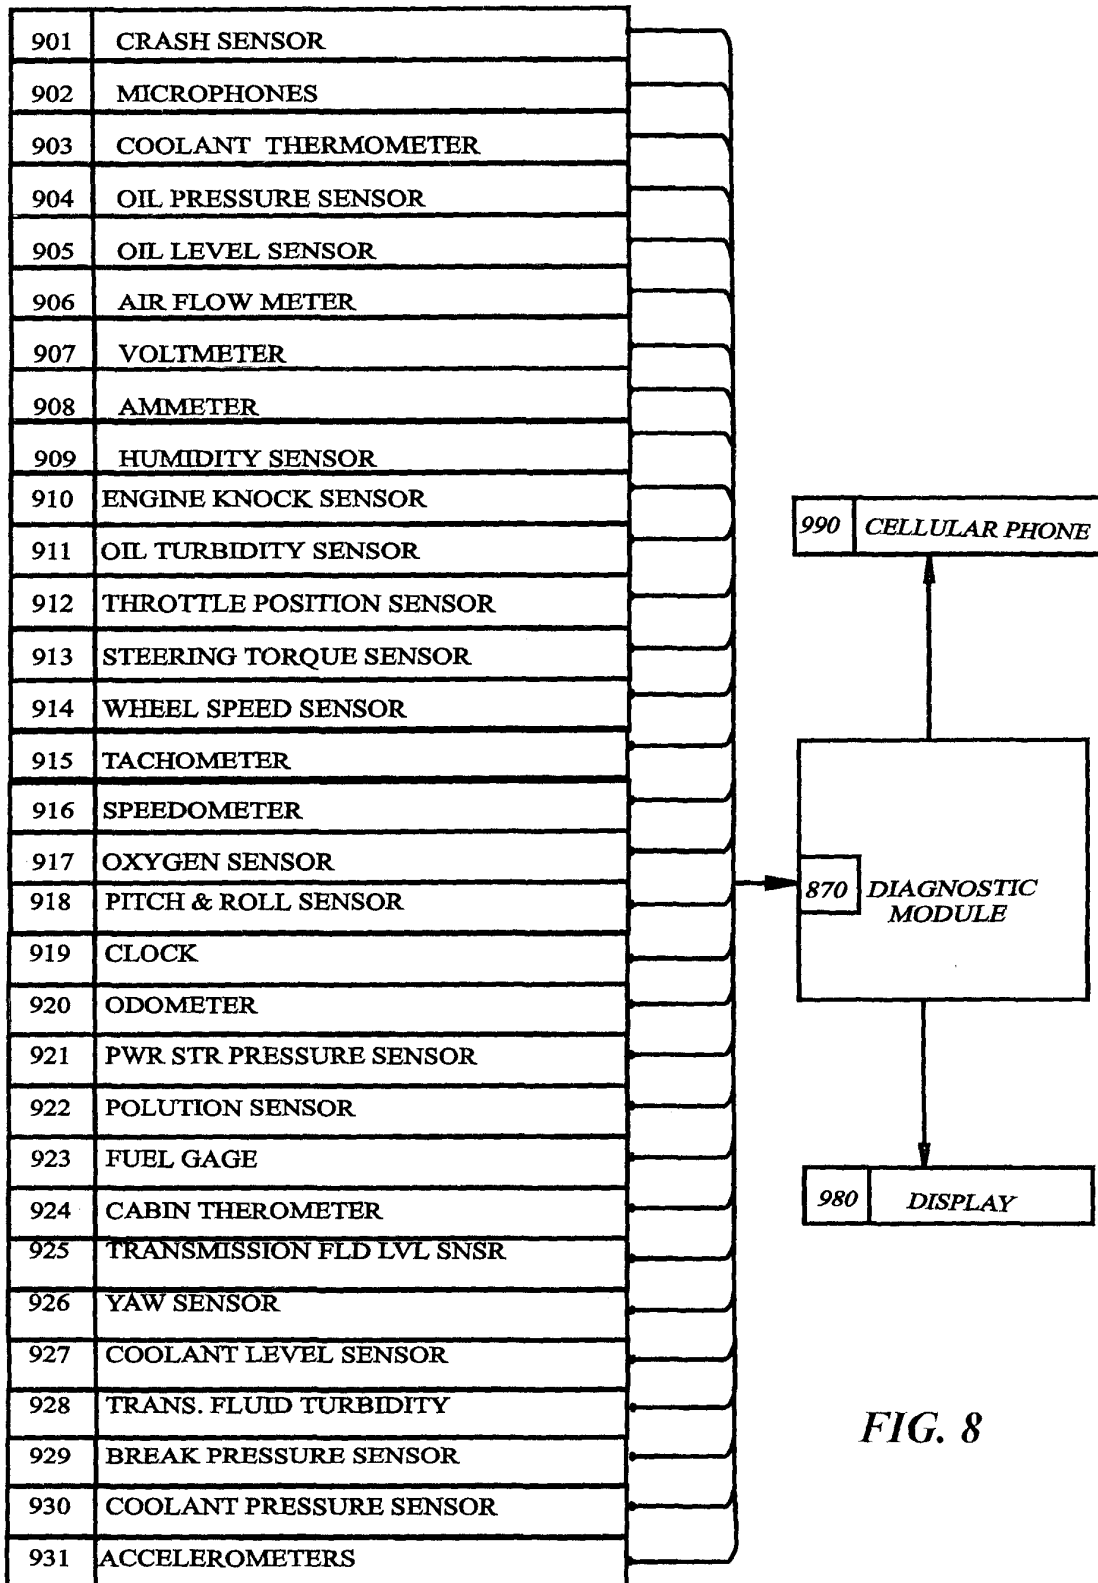 901 CRASH SENSOR
902 MICROPHONES
903 COOLANT THERMOMETER
904 OIL PRESSURE SENSOR
905 OIL LEVEL SENSOR
906 AIR FLOW METER
907 VOLTMETER
908 AMMETER
909 HUMIDITY SENSOR
910 ENGINE KNOCK SENSOR
911 OIL TURBIDITY SENSOR
912 THROTTLE POSITION SENSOR
913 STEERING TORQUE SENSOR
914 WHEEL SPEED SENSOR
915 TACHOMETER
916 SPEEDOMETER
917 OXYGEN SENSOR
918 PITCH & ROLL SENSOR
919 CLOCK
920 ODOMETER
921 PWR STR PRESSURE SENSOR
922 POLUTION SENSOR
923 FUEL GAGE
924 CABIN THEROMETER
925 TRANSMISSION FLD LVL SNSR
926 YAW SENSOR
927 COOLANT LEVEL SENSOR
928 TRANS. FLUID TURBIDITY
929 BREAK PRESSURE SENSOR
930 COOLANT PRESSURE SENSOR
931 ACCELEROMETERS
990 CELLULAR PHONE
870 DIAGNOSTIC
MODULE
980 DISPLAY
FIG. 8